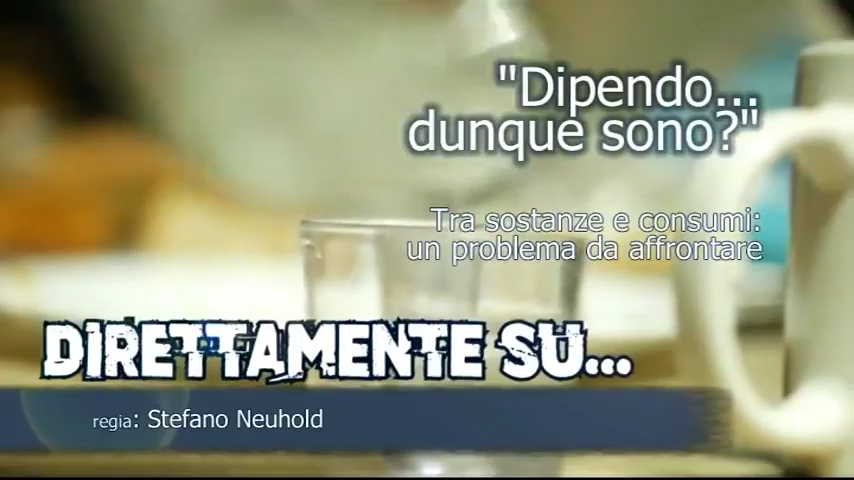 "Dipendo...
dunque sono?"
Tra sostanze e consumi:
un problema da affrontare
DIRETTAMENTE SU...
regia: Stefano Neuhold